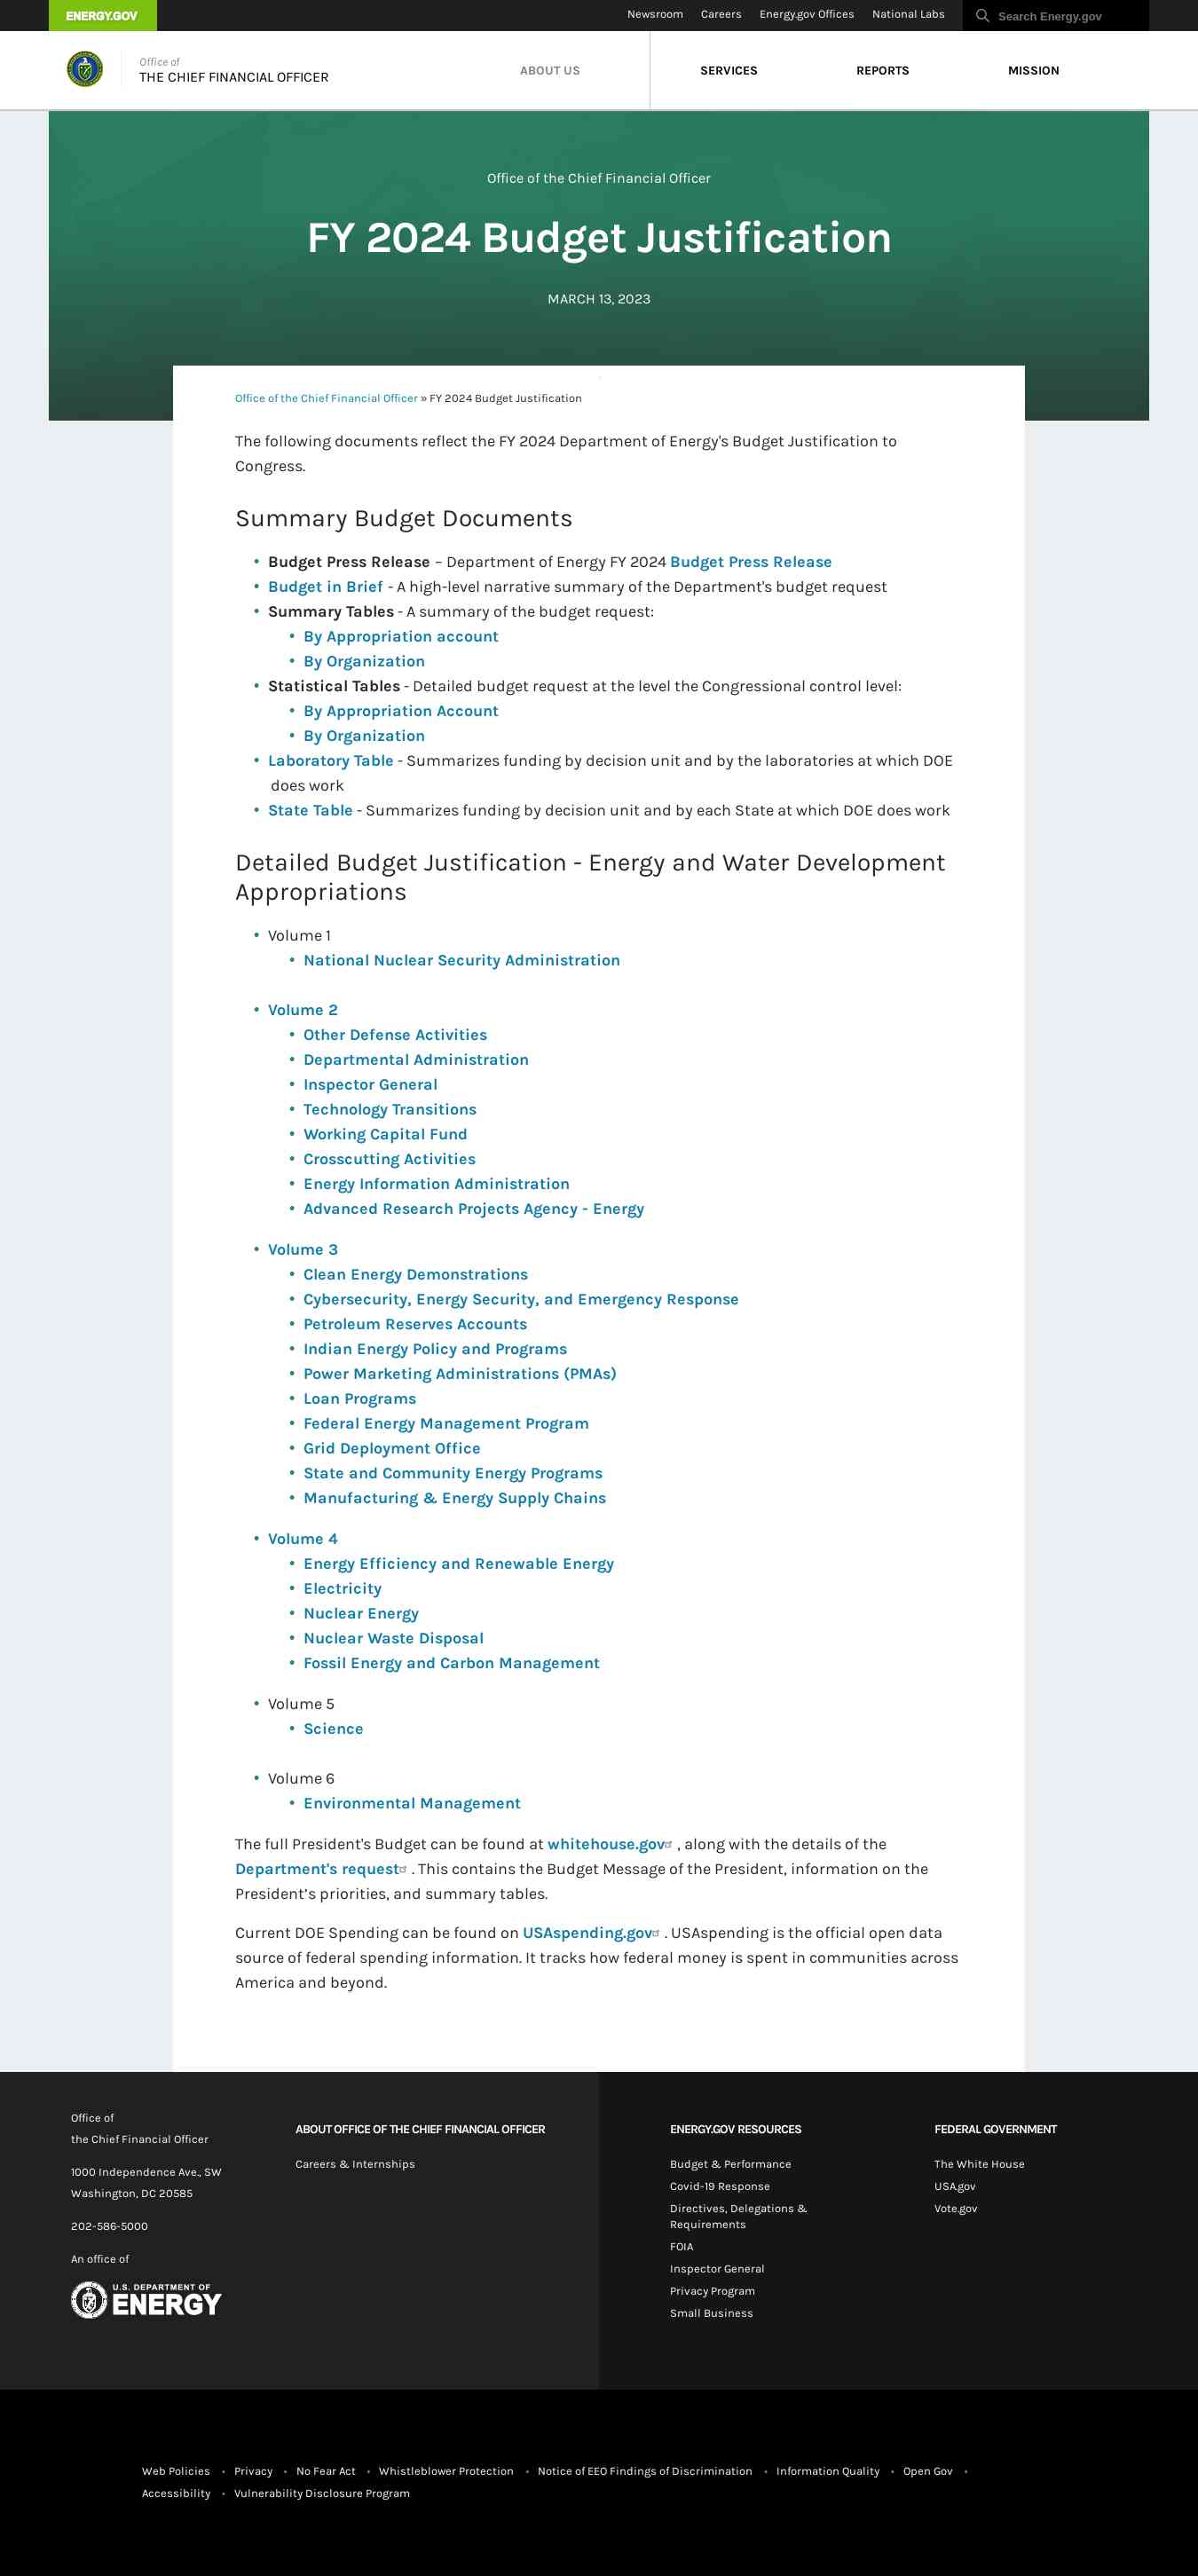 ENERGY.GOV
Newsroom Careers Energy.gov Offices National Labs Search Energy.gov
Office of
THE CHIEF FINANCIAL OFFICER
ABOUT US SERVICES REPORTS MISSION
Office of the Chief Financial Officer
FY 2024 Budget Justification
MARCH 13, 2023
Office of the Chief Financial Officer » FY 2024 Budget Justification
The following documents reflect the FY 2024 Department of Energy's Budget Justification to
Congress.
Summary Budget Documents
• Budget Press Release – Department of Energy FY 2024 Budget Press Release
• Budget in Brief - A high-level narrative summary of the Department's budget request
• Summary Tables - A summary of the budget request:
• By Appropriation account
• By Organization
• Statistical Tables - Detailed budget request at the level the Congressional control level:
• By Appropriation Account
• By Organization
• Laboratory Table - Summarizes funding by decision unit and by the laboratories at which DOE
does work
• State Table - Summarizes funding by decision unit and by each State at which DOE does work
Detailed Budget Justification - Energy and Water Development
Appropriations
• Volume 1
• National Nuclear Security Administration
• Volume 2
• Other Defense Activities
• Departmental Administration
• Inspector General
• Technology Transitions
• Working Capital Fund
• Crosscutting Activities
• Energy Information Administration
• Advanced Research Projects Agency - Energy
• Volume 3
• Clean Energy Demonstrations
• Cybersecurity, Energy Security, and Emergency Response
• Petroleum Reserves Accounts
• Indian Energy Policy and Programs
• Power Marketing Administrations (PMAs)
• Loan Programs
• Federal Energy Management Program
• Grid Deployment Office
• State and Community Energy Programs
• Manufacturing & Energy Supply Chains
• Volume 4
• Energy Efficiency and Renewable Energy
• Electricity
• Nuclear Energy
• Nuclear Waste Disposal
• Fossil Energy and Carbon Management
• Volume 5
• Science
• Volume 6
• Environmental Management
The full President's Budget can be found at whitehouse.gov , along with the details of the
Department's request . This contains the Budget Message of the President, information on the
President’s priorities, and summary tables.
Current DOE Spending can be found on USAspending.gov . USAspending is the official open data
source of federal spending information. It tracks how federal money is spent in communities across
America and beyond.
Office of
the Chief Financial Officer
1000 Independence Ave., SW
Washington, DC 20585
202-586-5000
An office of
U.S. DEPARTMENT OF
ENERGY
ABOUT OFFICE OF THE CHIEF FINANCIAL OFFICER
Careers & Internships
ENERGY.GOV RESOURCES
Budget & Performance
Covid-19 Response
Directives, Delegations &
Requirements
FOIA
Inspector General
Privacy Program
Small Business
FEDERAL GOVERNMENT
The White House
USA.gov
Vote.gov
Web Policies • Privacy • No Fear Act • Whistleblower Protection • Notice of EEO Findings of Discrimination • Information Quality • Open Gov •
Accessibility • Vulnerability Disclosure Program